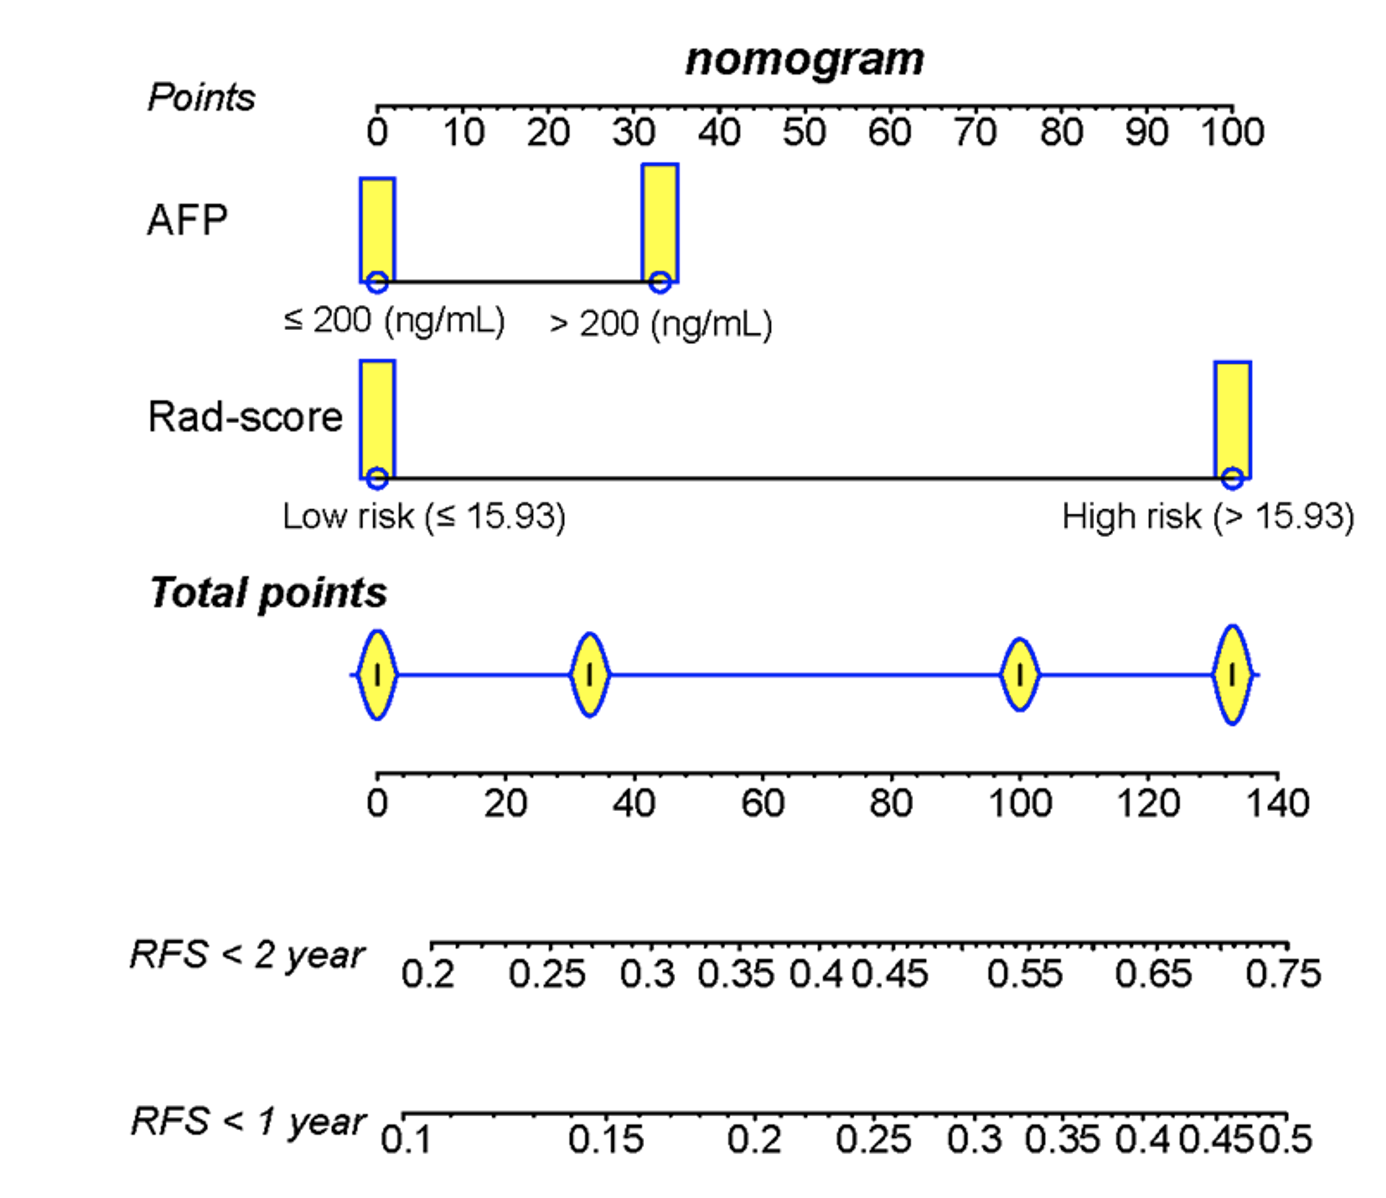 nomogram
Points
0 10 20 30 40 50 60 70 80 90 100
AFP
≤ 200 (ng/mL) > 200 (ng/mL)
Rad-score
Low risk (≤ 15.93) High risk (> 15.93)
Total points
0 20 40 60 80 100 120 140
RFS < 2 year
0.2 0.25 0.3 0.35 0.4 0.45 0.55 0.65 0.75
RFS < 1 year
0.1 0.15 0.2 0.25 0.3 0.35 0.4 0.45 0.5